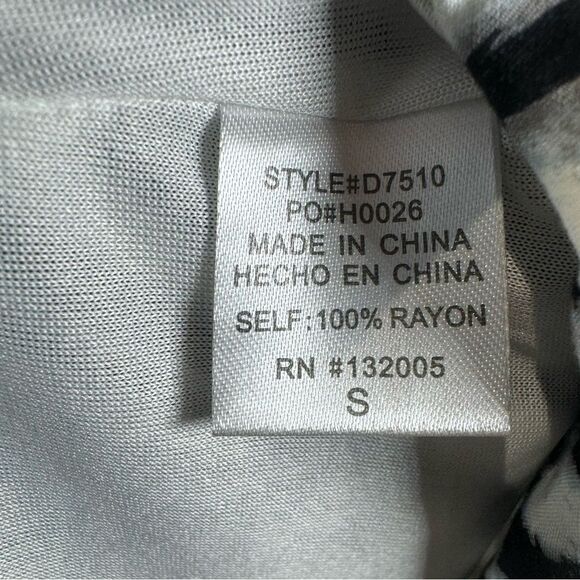 STYLE#D7510
PO#H0026
MADE IN CHINA
HECHO EN CHINA
SELF:100% RAYON
RN #132005
S